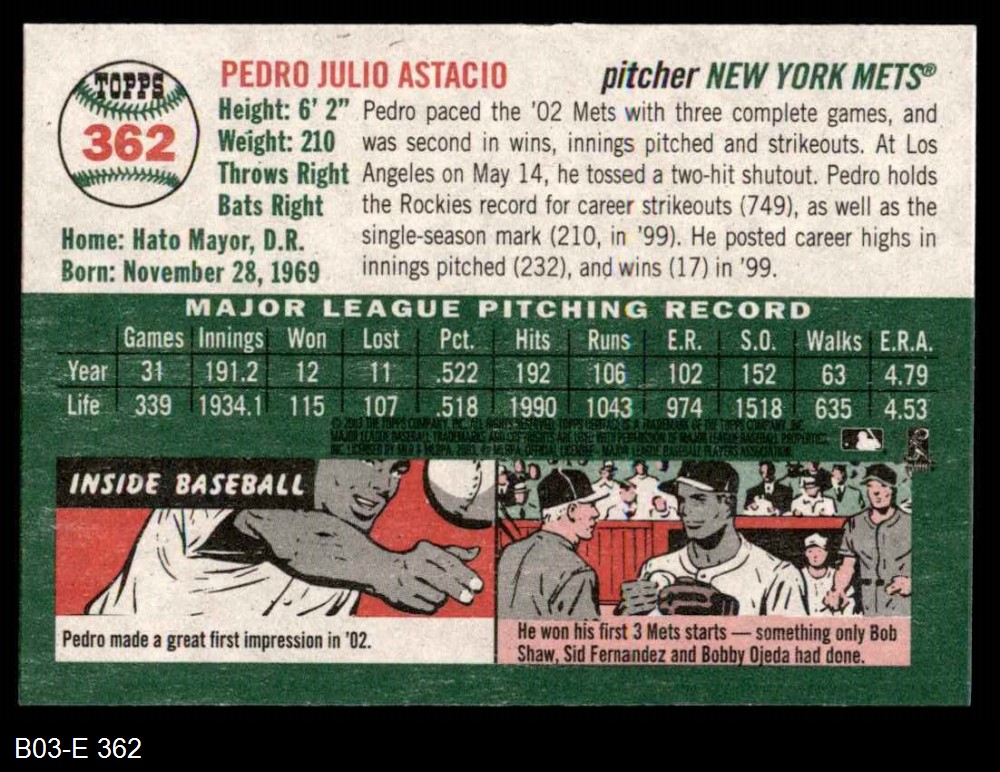 TOPPS
362
PEDRO JULIO ASTACIO
pitcher NEW YORK METS®
Height: 6' 2"
Weight: 210
Throws Right
Bats Right
Home: Hato Mayor, D.R.
Born: November 28, 1969
Pedro paced the '02 Mets with three complete games, and
was second in wins, innings pitched and strikeouts. At Los
Angeles on May 14, he tossed a two-hit shutout. Pedro holds
the Rockies record for career strikeouts (749), as well as the
single-season mark (210, in '99). He posted career highs in
innings pitched (232), and wins (17) in '99.
MAJOR LEAGUE PITCHING RECORD
Games Innings Won Lost Pct. Hits Runs E.R. S.O. Walks E.R.A.
Year 31 191.2 12 11 .522 192 106 102 152 63 4.79
Life 339 1934.1 115 107 .518 1990 1043 974 1518 635 4.53
INSIDE BASEBALL
Pedro made a great first impression in '02.
He won his first 3 Mets starts — something only Bob
Shaw, Sid Fernandez and Bobby Ojeda had done.
B03-E 362